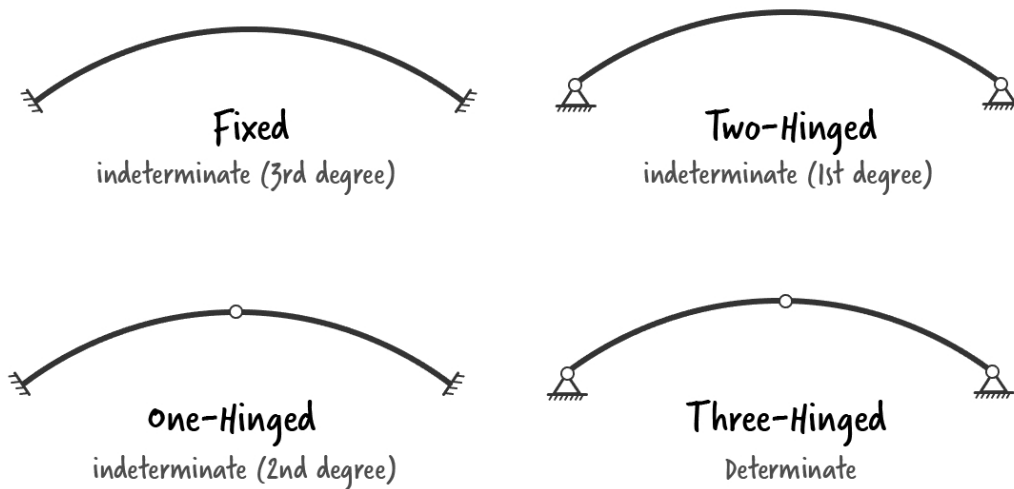 Fixed
indeterminate (3rd degree)
Two-Hinged
indeterminate (1st degree)
One-Hinged
indeterminate (2nd degree)
Three-Hinged
Determinate